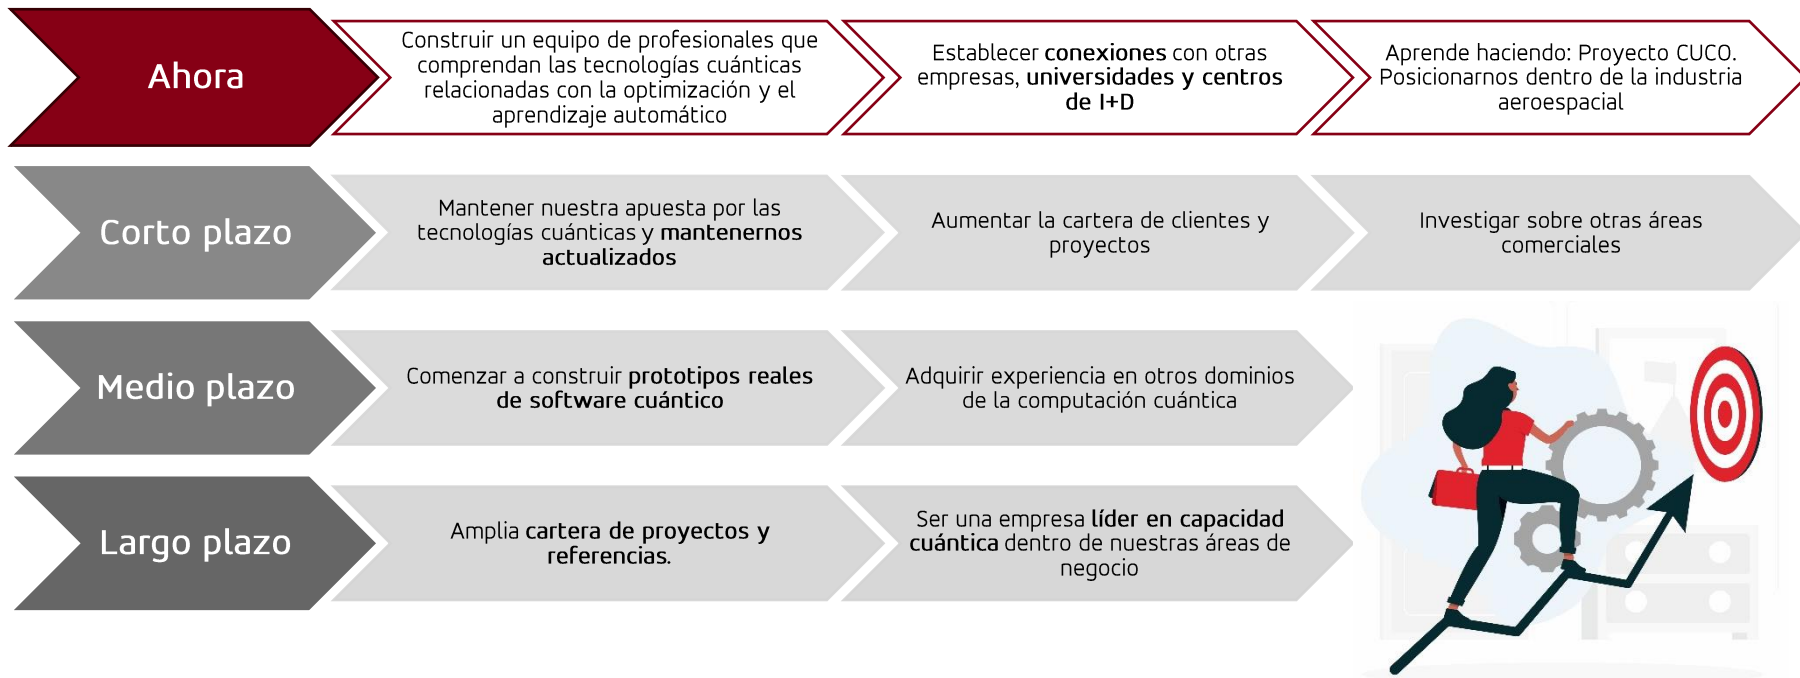 Ahora
Construir un equipo de profesionales que
comprendan las tecnologías cuánticas
relacionadas con la optimización y el
aprendizaje automático
Establecer conexiones con otras
empresas, universidades y centros
de I+D
Aprende haciendo: Proyecto CUCO.
Posicionarnos dentro de la industria
aeroespacial
Corto plazo
Mantener nuestra apuesta por las
tecnologías cuánticas y mantenernos
actualizados
Aumentar la cartera de clientes y
proyectos
Investigar sobre otras áreas
comerciales
Medio plazo
Comenzar a construir prototipos reales
de software cuántico
Adquirir experiencia en otros dominios
de la computación cuántica
Largo plazo
Amplia cartera de proyectos y
referencias.
Ser una empresa líder en capacidad
cuántica dentro de nuestras áreas de
negocio